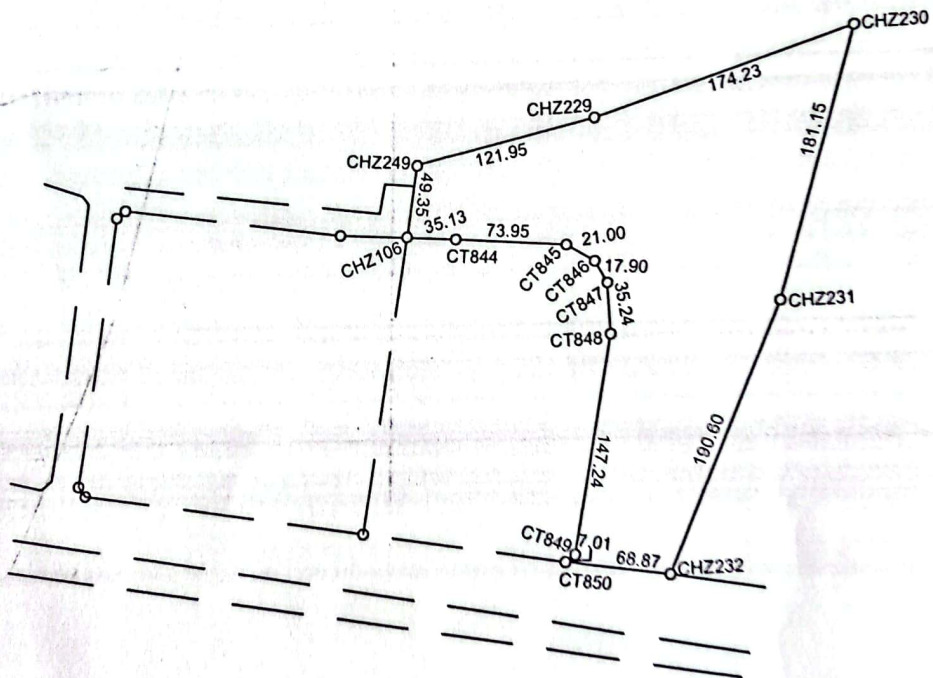 CHZ230
174.23
CHZ229
181.15
CHZ249
121.95
49.35
35.13
73.95
21.00
CHZ106
CT844
CT845
CT846
17.90
CT847
35.24
CHZ231
CT848
190.60
147.24
CT849
7.01
68.87
CHZ232
CT850